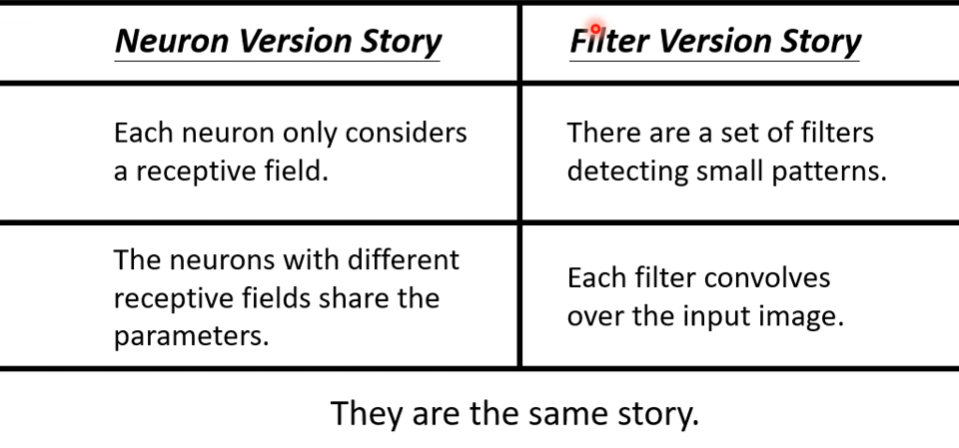 Neuron Version Story
Filter Version Story
Each neuron only considers
a receptive field.
There are a set of filters
detecting small patterns.
The neurons with different
receptive fields share the
parameters.
Each filter convolves
over the input image.
They are the same story.